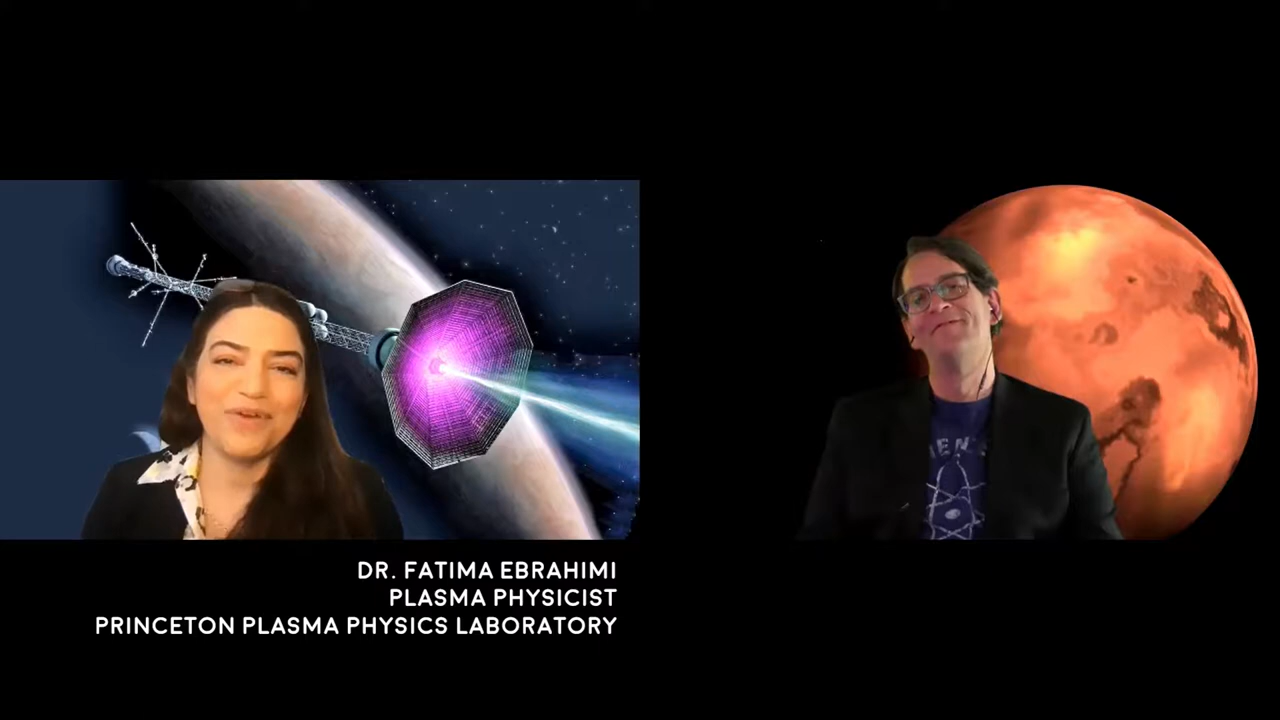 DR. FATIMA EBRAHIMI
PLASMA PHYSICIST
PRINCETON PLASMA PHYSICS LABORATORY